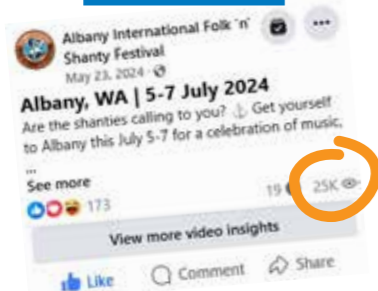 Albany International Folk 'n'
Shanty Festival
May 23, 2024 ·
Albany, WA | 5-7 July 2024
Are the shanties calling to you? ⚓ Get yourself
to Albany this July 5-7 for a celebration of music,
...
See more
173 19 25K
View more video insights
Like Comment Share